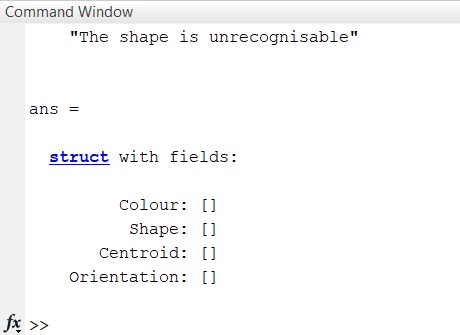 Command Window
"The shape is unrecognisable"
ans =
struct with fields:
Colour: []
Shape: []
Centroid: []
Orientation: []
fx >>